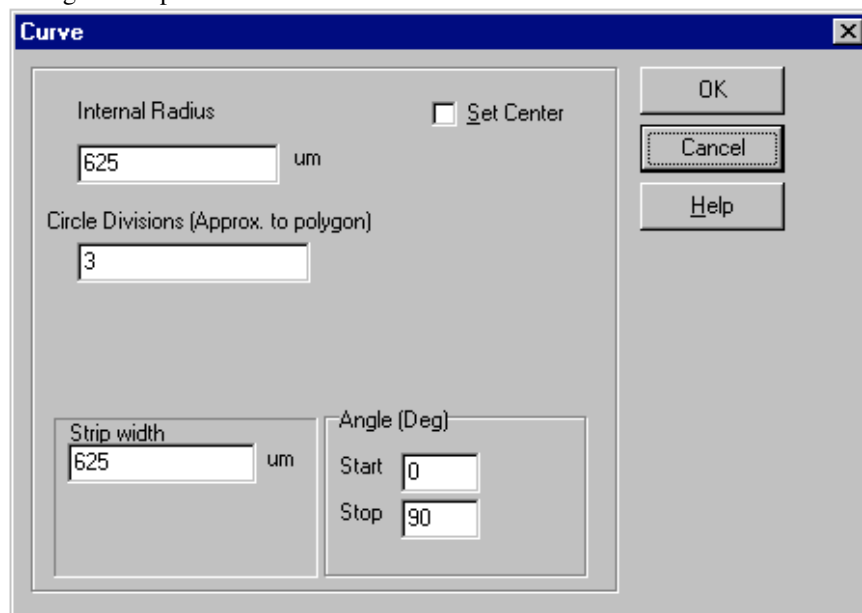 Curve
Internal Radius
Set Center
OK
625 um
Cancel
Circle Divisions (Approx. to polygon)
Help
3
Strip width
625 um
Angle (Deg)
Start 0
Stop 90